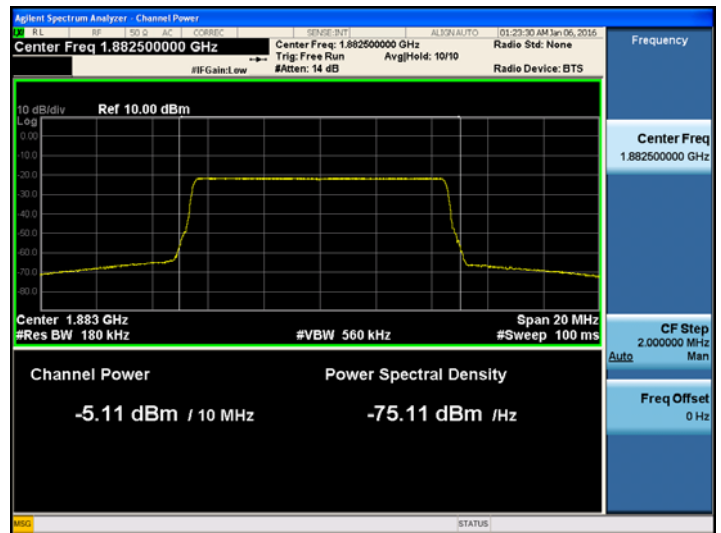 Agilent Spectrum Analyzer - Channel Power
RL RF 50 Ω AC CORREC SENSE:INT ALIGN AUTO 01:23:30 AM Jan 06, 2016
Center Freq 1.882500000 GHz
Center Freq: 1.882500000 GHz
Radio Std: None
Trig: Free Run Avg|Hold: 10/10
#IFGain:Low
#Atten: 14 dB
Radio Device: BTS
Frequency
10 dB/div Ref 10.00 dBm
Log
0.00
-10.0
-20.0
-30.0
-40.0
-50.0
-60.0
-70.0
-80.0
Center 1.883 GHz
Span 20 MHz
#Res BW 180 kHz
#VBW 560 kHz
#Sweep 100 ms
Center Freq
1.882500000 GHz
CF Step
2.000000 MHz
Auto Man
Freq Offset
0 Hz
Channel Power
Power Spectral Density
-5.11 dBm / 10 MHz
-75.11 dBm /Hz
MSG
STATUS